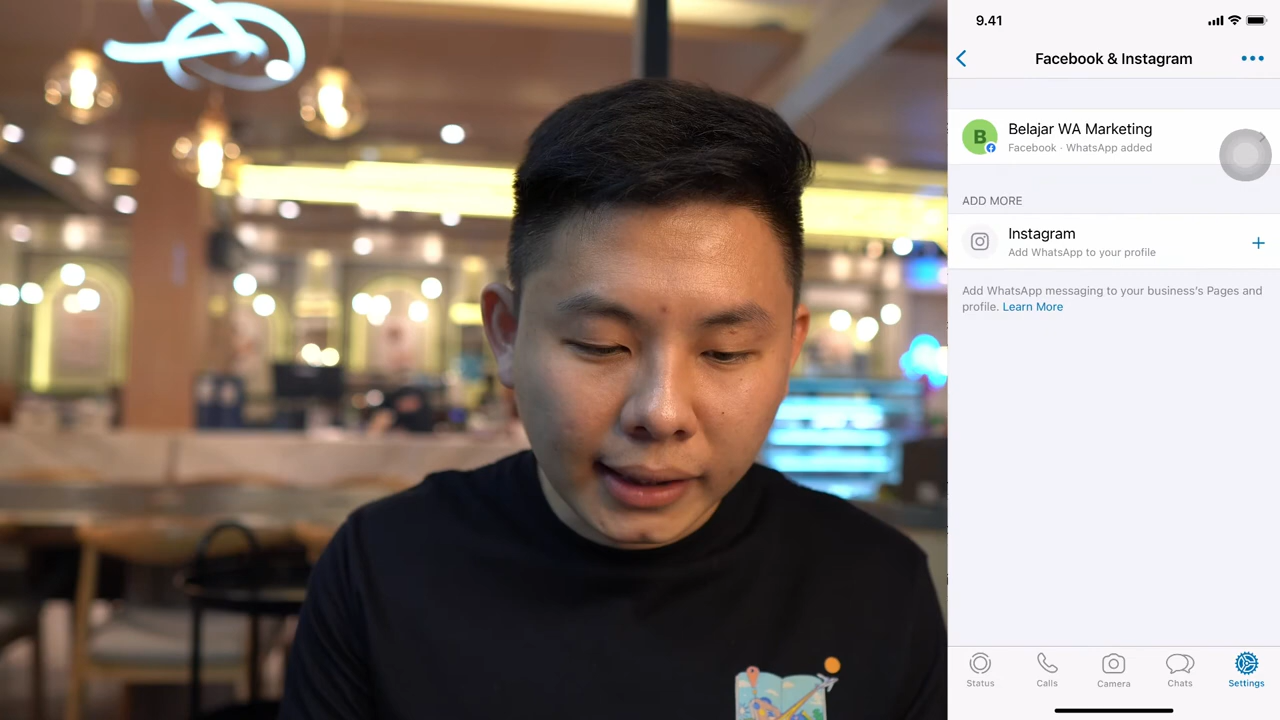 9.41
Facebook & Instagram
B
Belajar WA Marketing
Facebook · WhatsApp added
ADD MORE
Instagram
Add WhatsApp to your profile
Add WhatsApp messaging to your business's Pages and
profile. Learn More
Status
Calls
Camera
Chats
Settings